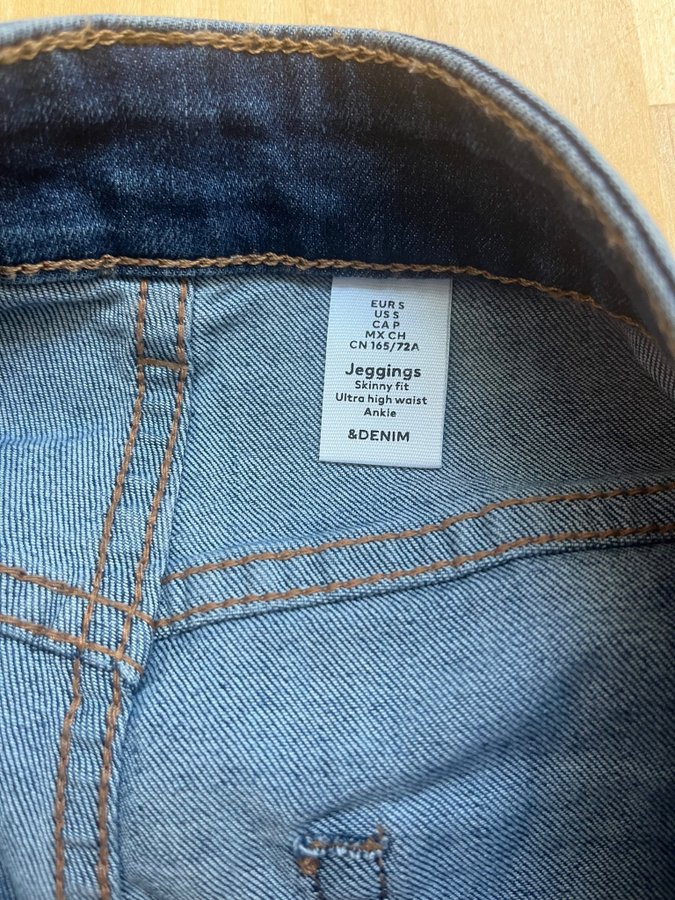 EUR S
US S
CA P
MX CH
CN 165/72A
Jeggings
Skinny fit
Ultra high waist
Ankle
&DENIM